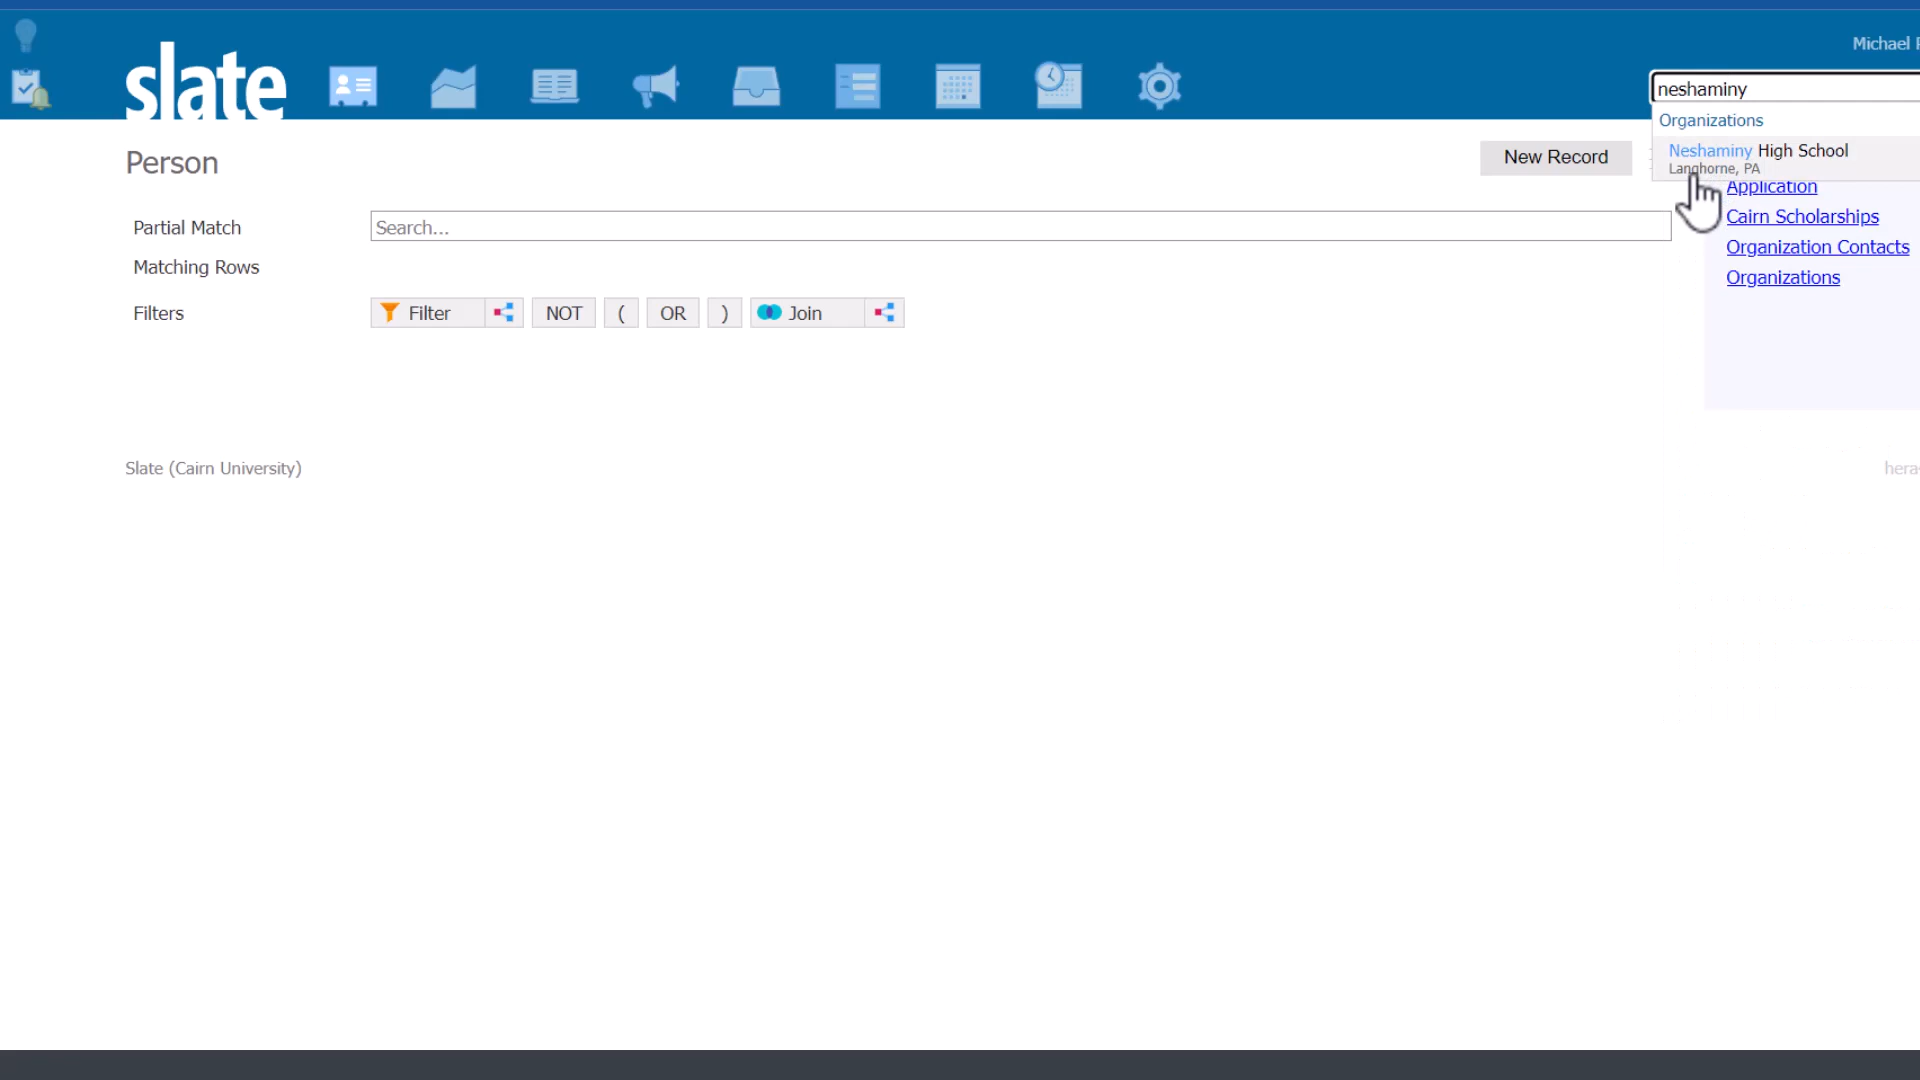 Michael
slate
neshaminy
Organizations
Neshaminy High School
Langhorne, PA
Person
New Record
Application
Partial Match
Search...
Cairn Scholarships
Organization Contacts
Matching Rows
Organizations
Filters
Filter
NOT
(
OR
)
Join
Slate (Cairn University)
hera